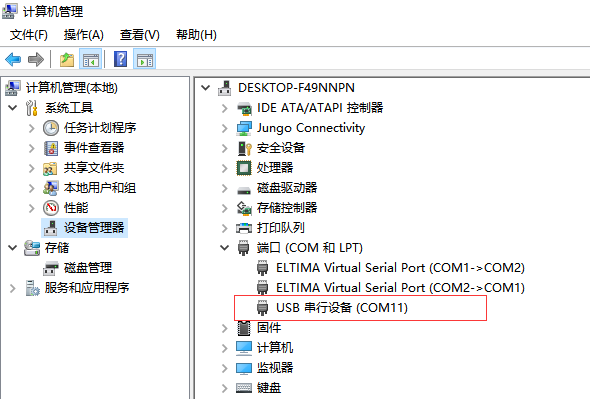 计算机管理
文件(F) 操作(A) 查看(V) 帮助(H)
计算机管理(本地)
系统工具
任务计划程序
事件查看器
共享文件夹
本地用户和组
性能
设备管理器
存储
磁盘管理
服务和应用程序
DESKTOP-F49NNPN
IDE ATA/ATAPI 控制器
Jungo Connectivity
安全设备
处理器
磁盘驱动器
存储控制器
打印队列
端口 (COM 和 LPT)
ELTIMA Virtual Serial Port (COM1->COM2)
ELTIMA Virtual Serial Port (COM2->COM1)
USB 串行设备 (COM11)
固件
计算机
监视器
键盘